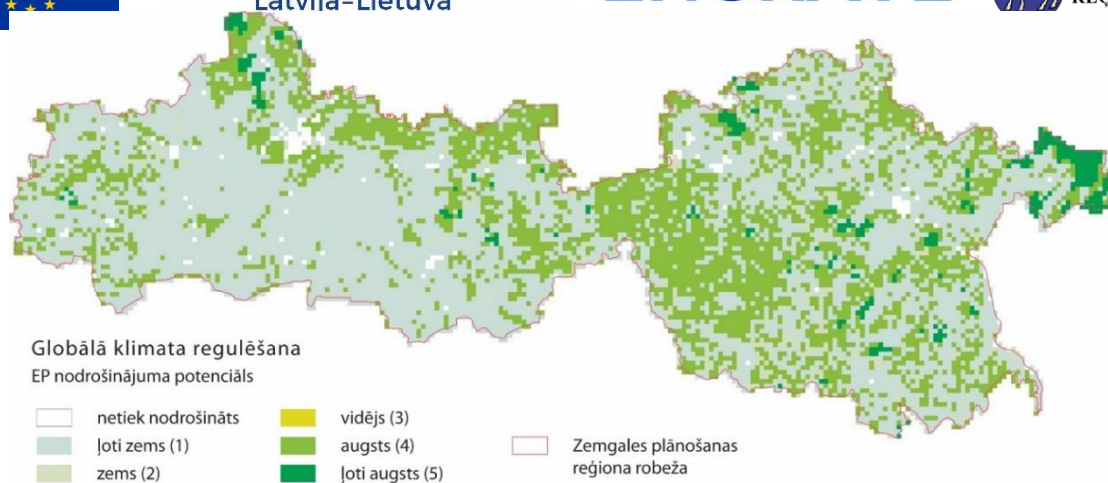 Latvija-Lietuva
Globālā klimata regulēšana
EP nodrošinājuma potenciāls
netiek nodrošināts
ļoti zems (1)
zems (2)
vidējs (3)
augsts (4)
ļoti augsts (5)
Zemgales plānošanas
reģiona robeža